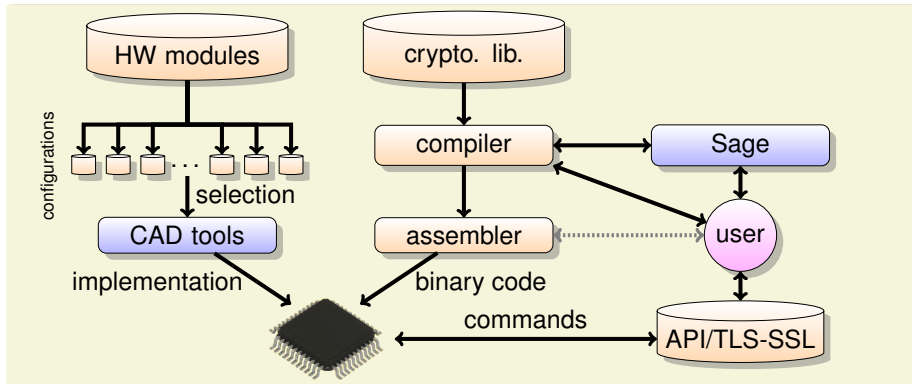 HW modules
crypto. lib.
configurations
. . .
compiler
Sage
selection
CAD tools
assembler
user
implementation
binary code
commands
API/TLS-SSL